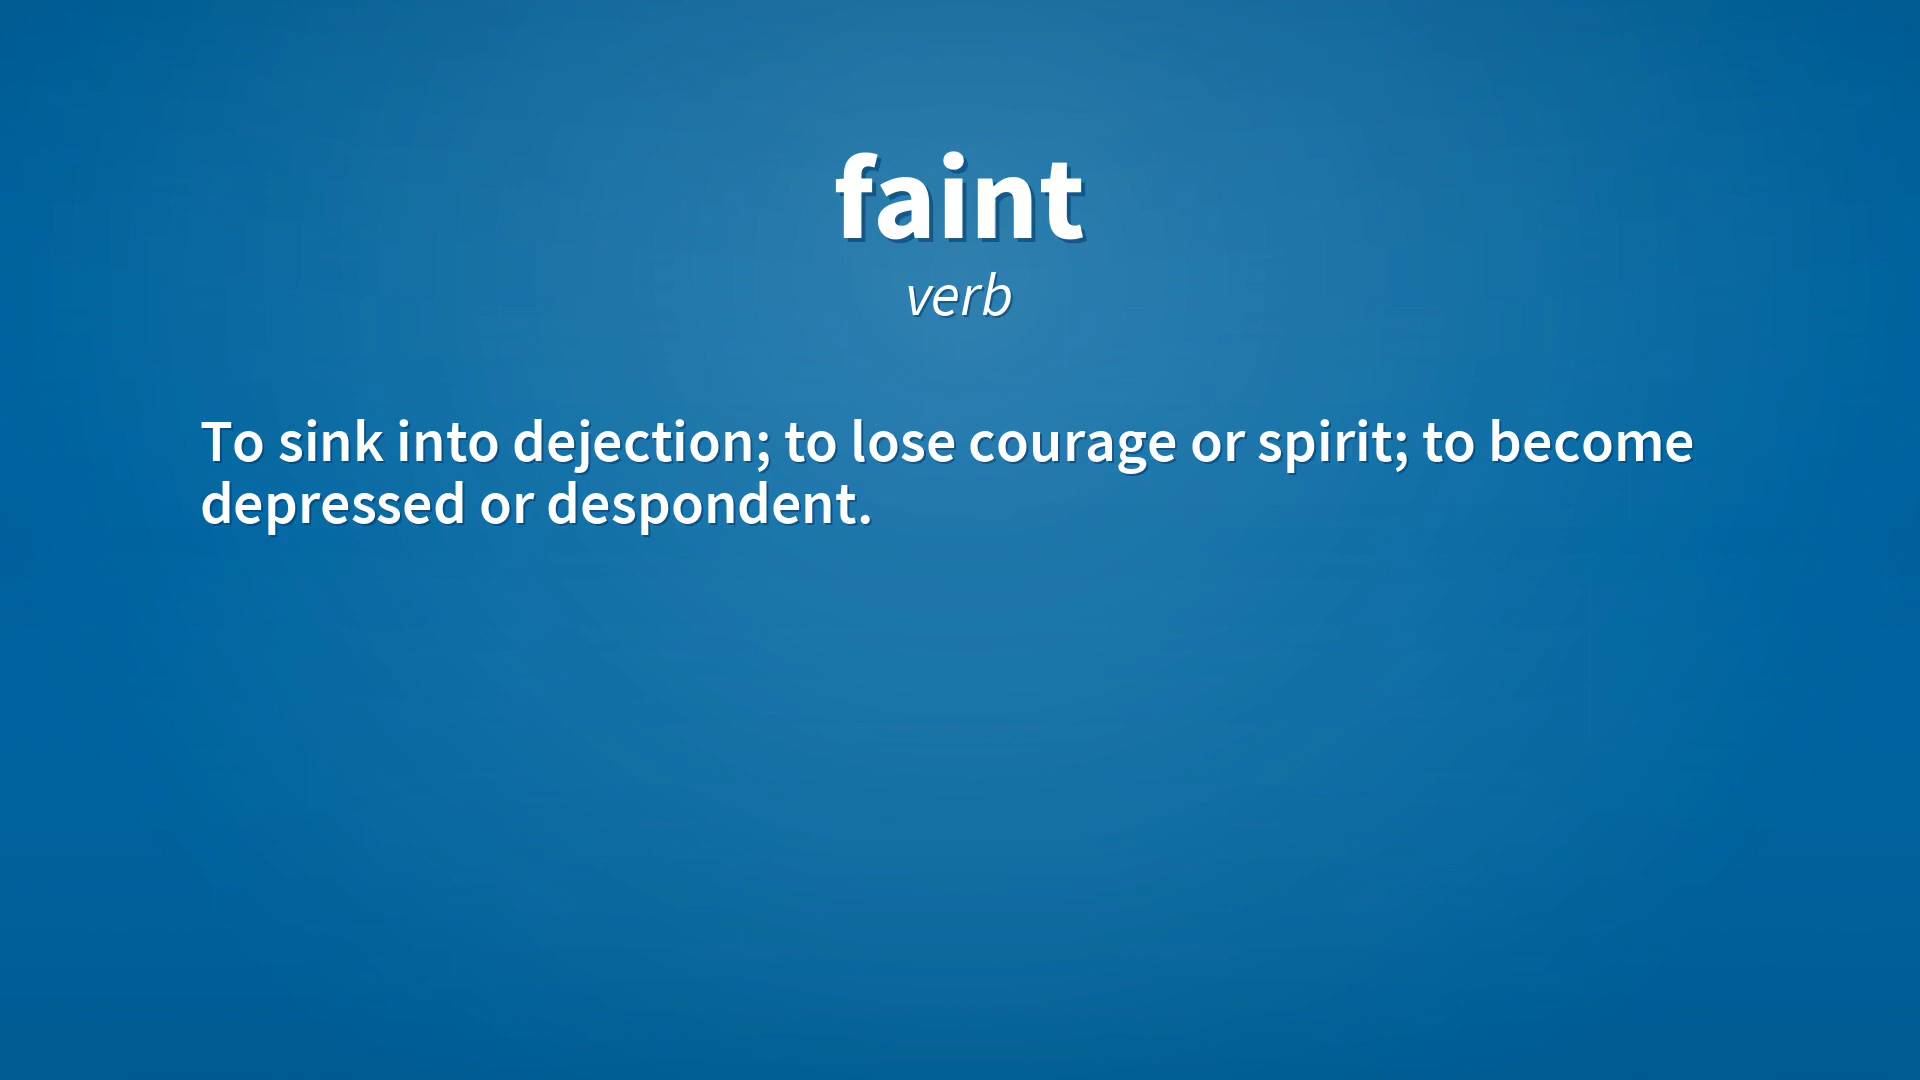 faint
verb
To sink into dejection; to lose courage or spirit; to become
depressed or despondent.